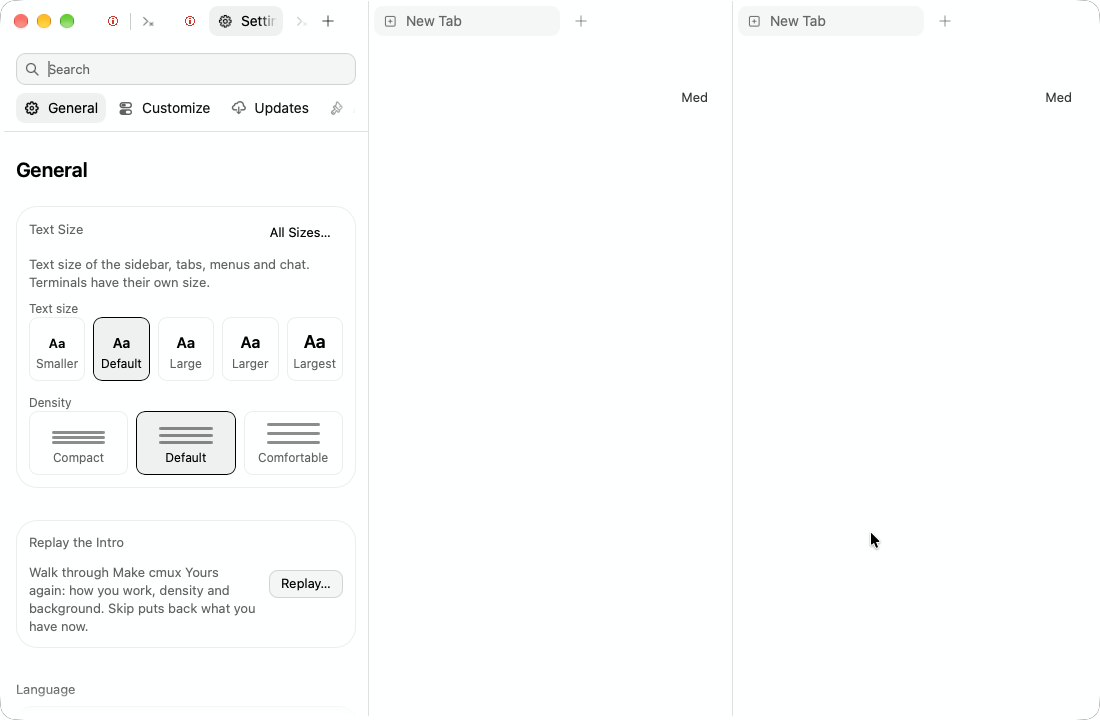 Settin
New Tab
New Tab
Search
General
Customize
Updates
Med
Med
General
Text Size
All Sizes...
Text size of the sidebar, tabs, menus and chat.
Terminals have their own size.
Text size
Aa
Aa
Aa
Aa
Aa
Smaller
Default
Large
Larger
Largest
Density
Compact
Default
Comfortable
Replay the Intro
Walk through Make cmux Yours
again: how you work, density and
background. Skip puts back what you
have now.
Replay...
Language